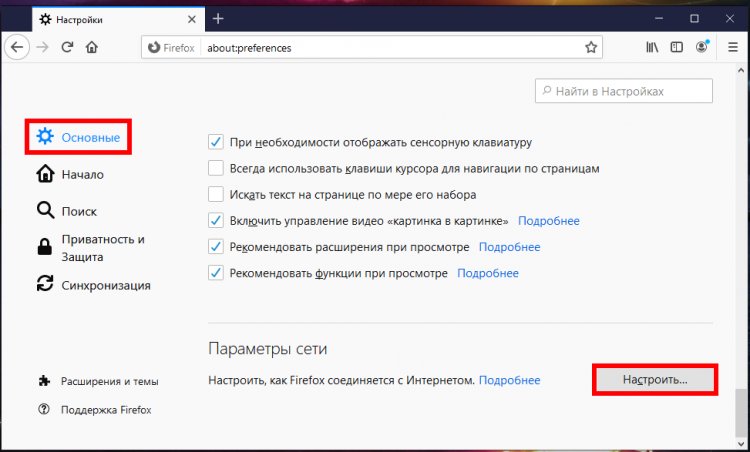 Настройки
Firefox about:preferences
Найти в Настройках
Основные
Начало
Поиск
Приватность и
Защита
Синхронизация
При необходимости отображать сенсорную клавиатуру
Всегда использовать клавиши курсора для навигации по страницам
Искать текст на странице по мере его набора
Включить управление видео «картинка в картинке» Подробнее
Рекомендовать расширения при просмотре Подробнее
Рекомендовать функции при просмотре Подробнее
Параметры сети
Настроить, как Firefox соединяется с Интернетом. Подробнее
Настроить...
Расширения и темы
Поддержка Firefox